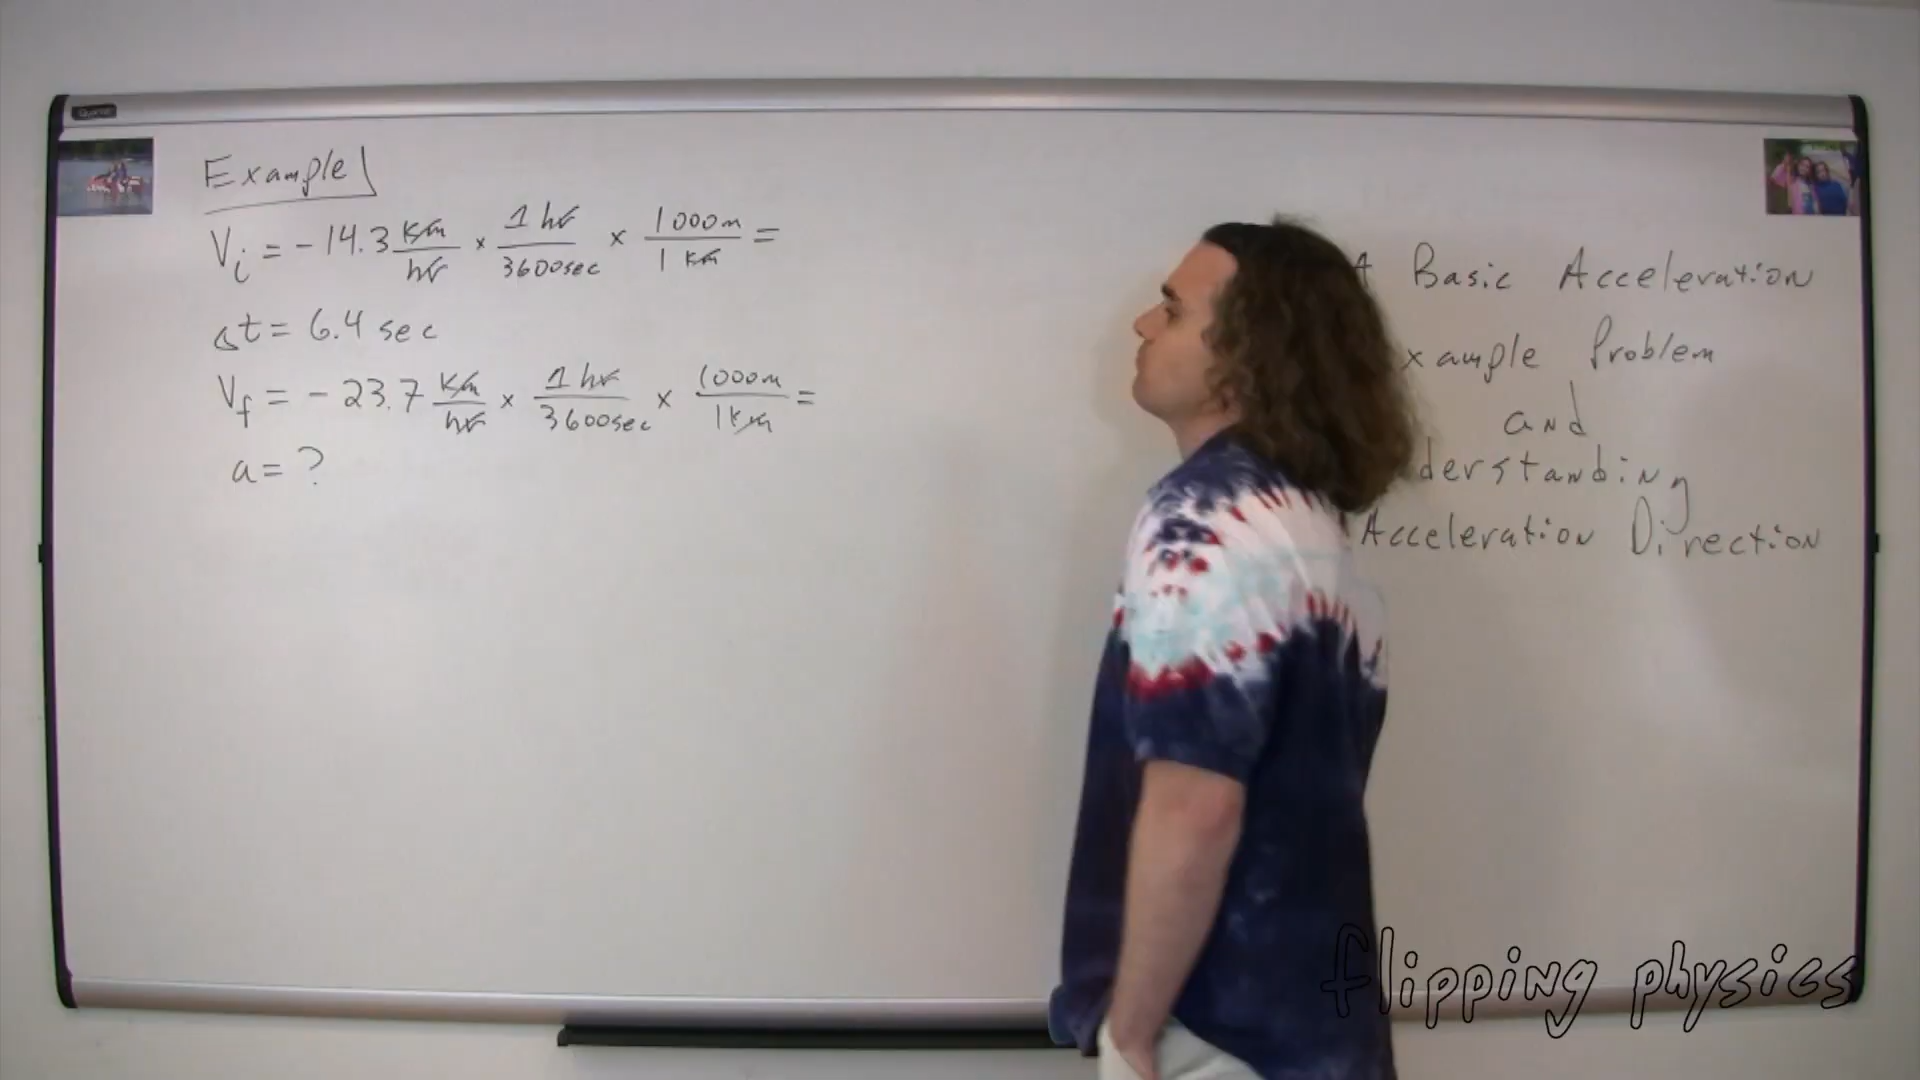 Quartet
Example
Vi = -14.3 km/hr × 1 hr/3600sec × 1000m/1 km =
Δt = 6.4 sec
Vf = -23.7 km/hr × 1 hr/3600sec × 1000m/1km =
a = ?
A Basic Acceleration
xample Problem
and
derstanding
Acceleration Direction
flipping physics